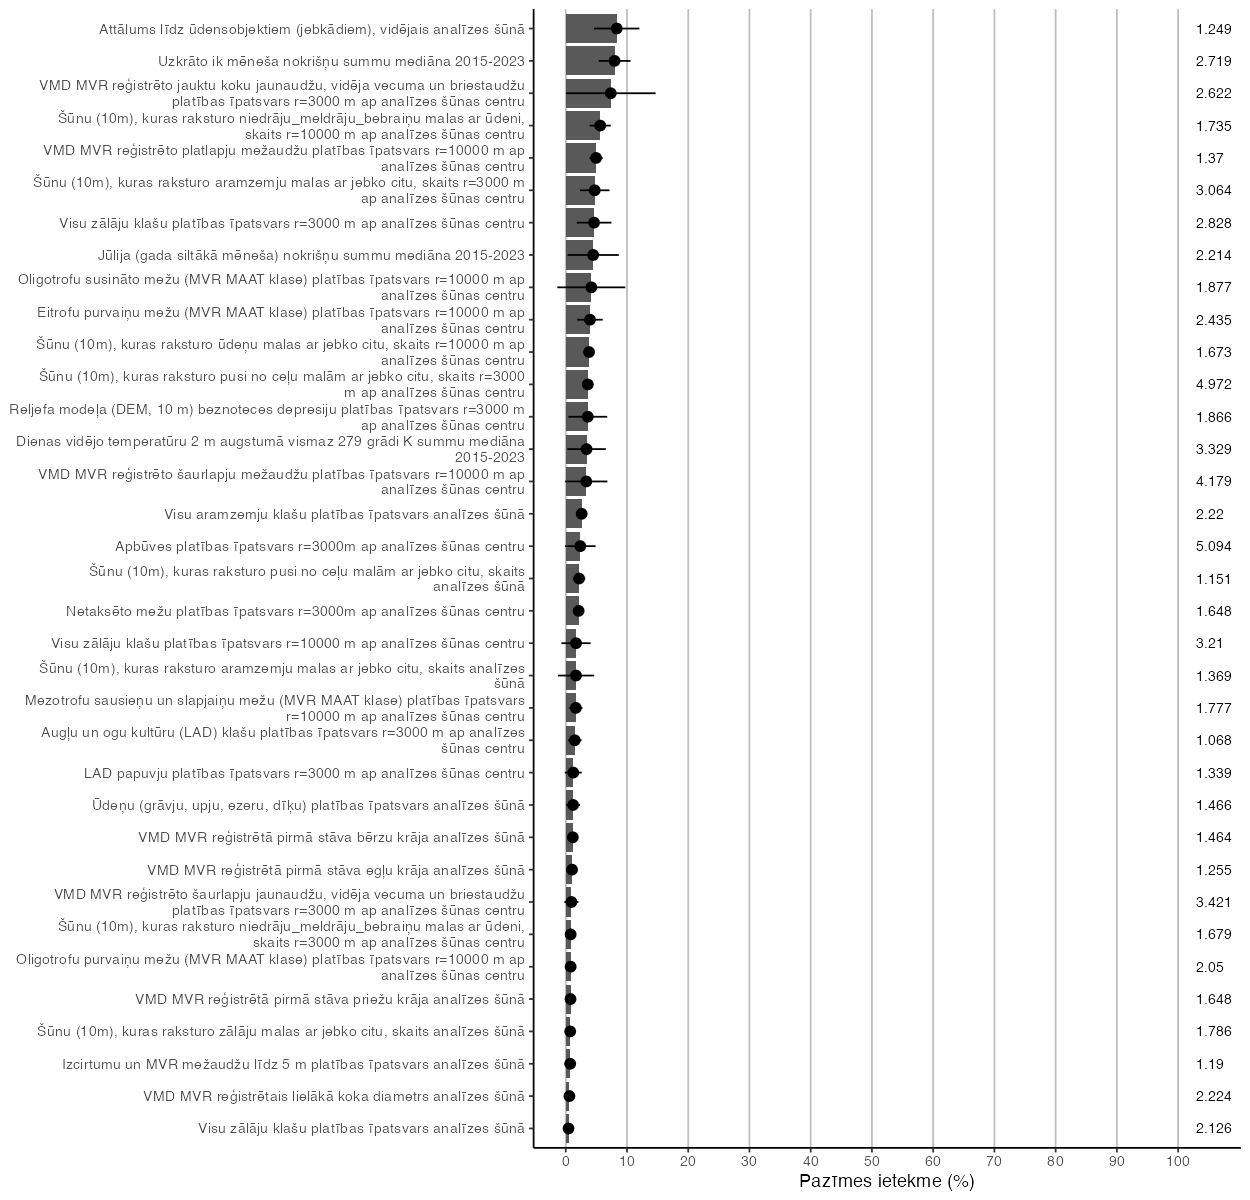 Attālums līdz ūdensobjektiem (jebkādiem), vidējais analīzes šūnā 1.249
Uzkrāto ik mēneša nokrišņu summu mediāna 2015-2023 2.719
VMD MVR reģistrēto jauktu koku jaunaudžu, vidēja vecuma un briestaudžu
platības īpatsvars r=3000 m ap analīzes šūnas centru 2.622
Šūnu (10m), kuras raksturo niedrāju_meldrāju_bebraiņu malas ar ūdeni,
skaits r=10000 m ap analīzes šūnas centru 1.735
VMD MVR reģistrēto platlapju mežaudžu platības īpatsvars r=10000 m ap
analīzes šūnas centru 1.37
Šūnu (10m), kuras raksturo aramzemju malas ar jebko citu, skaits r=3000 m
ap analīzes šūnas centru 3.064
Visu zālāju klašu platības īpatsvars r=3000 m ap analīzes šūnas centru 2.828
Jūlija (gada siltākā mēneša) nokrišņu summu mediāna 2015-2023 2.214
Oligotrofu susināto mežu (MVR MAAT klase) platības īpatsvars r=10000 m ap
analīzes šūnas centru 1.877
Eitrofu purvaiņu mežu (MVR MAAT klase) platības īpatsvars r=10000 m ap
analīzes šūnas centru 2.435
Šūnu (10m), kuras raksturo ūdeņu malas ar jebko citu, skaits r=10000 m ap
analīzes šūnas centru 1.673
Šūnu (10m), kuras raksturo pusi no ceļu malām ar jebko citu, skaits r=3000
m ap analīzes šūnas centru 4.972
Reljefa modeļa (DEM, 10 m) beznoteces depresiju platības īpatsvars r=3000 m
ap analīzes šūnas centru 1.866
Dienas vidējo temperatūru 2 m augstumā vismaz 279 grādi K summu mediāna
2015-2023 3.329
VMD MVR reģistrēto šaurlapju mežaudžu platības īpatsvars r=10000 m ap
analīzes šūnas centru 4.179
Visu aramzemju klašu platības īpatsvars analīzes šūnā 2.22
Apbūves platības īpatsvars r=3000m ap analīzes šūnas centru 5.094
Šūnu (10m), kuras raksturo pusi no ceļu malām ar jebko citu, skaits
analīzes šūnā 1.151
Netaksēto mežu platības īpatsvars r=3000m ap analīzes šūnas centru 1.648
Visu zālāju klašu platības īpatsvars r=10000 m ap analīzes šūnas centru 3.21
Šūnu (10m), kuras raksturo aramzemju malas ar jebko citu, skaits analīzes
šūnā 1.369
Mezotrofu sausieņu un slapjaiņu mežu (MVR MAAT klase) platības īpatsvars
r=10000 m ap analīzes šūnas centru 1.777
Augļu un ogu kultūru (LAD) klašu platības īpatsvars r=3000 m ap analīzes
šūnas centru 1.068
LAD papuvju platības īpatsvars r=3000 m ap analīzes šūnas centru 1.339
Ūdeņu (grāvju, upju, ezeru, dīķu) platības īpatsvars analīzes šūnā 1.466
VMD MVR reģistrētā pirmā stāva bērzu krāja analīzes šūnā 1.464
VMD MVR reģistrētā pirmā stāva egļu krāja analīzes šūnā 1.255
VMD MVR reģistrēto šaurlapju jaunaudžu, vidēja vecuma un briestaudžu
platības īpatsvars r=3000 m ap analīzes šūnas centru 3.421
Šūnu (10m), kuras raksturo niedrāju_meldrāju_bebraiņu malas ar ūdeni,
skaits r=3000 m ap analīzes šūnas centru 1.679
Oligotrofu purvaiņu mežu (MVR MAAT klase) platības īpatsvars r=10000 m ap
analīzes šūnas centru 2.05
VMD MVR reģistrētā pirmā stāva priežu krāja analīzes šūnā 1.648
Šūnu (10m), kuras raksturo zālāju malas ar jebko citu, skaits analīzes šūnā 1.786
Izcirtumu un MVR mežaudžu līdz 5 m platības īpatsvars analīzes šūnā 1.19
VMD MVR reģistrētais lielākā koka diametrs analīzes šūnā 2.224
Visu zālāju klašu platības īpatsvars analīzes šūnā 2.126
0 10 20 30 40 50 60 70 80 90 100
Pazīmes ietekme (%)